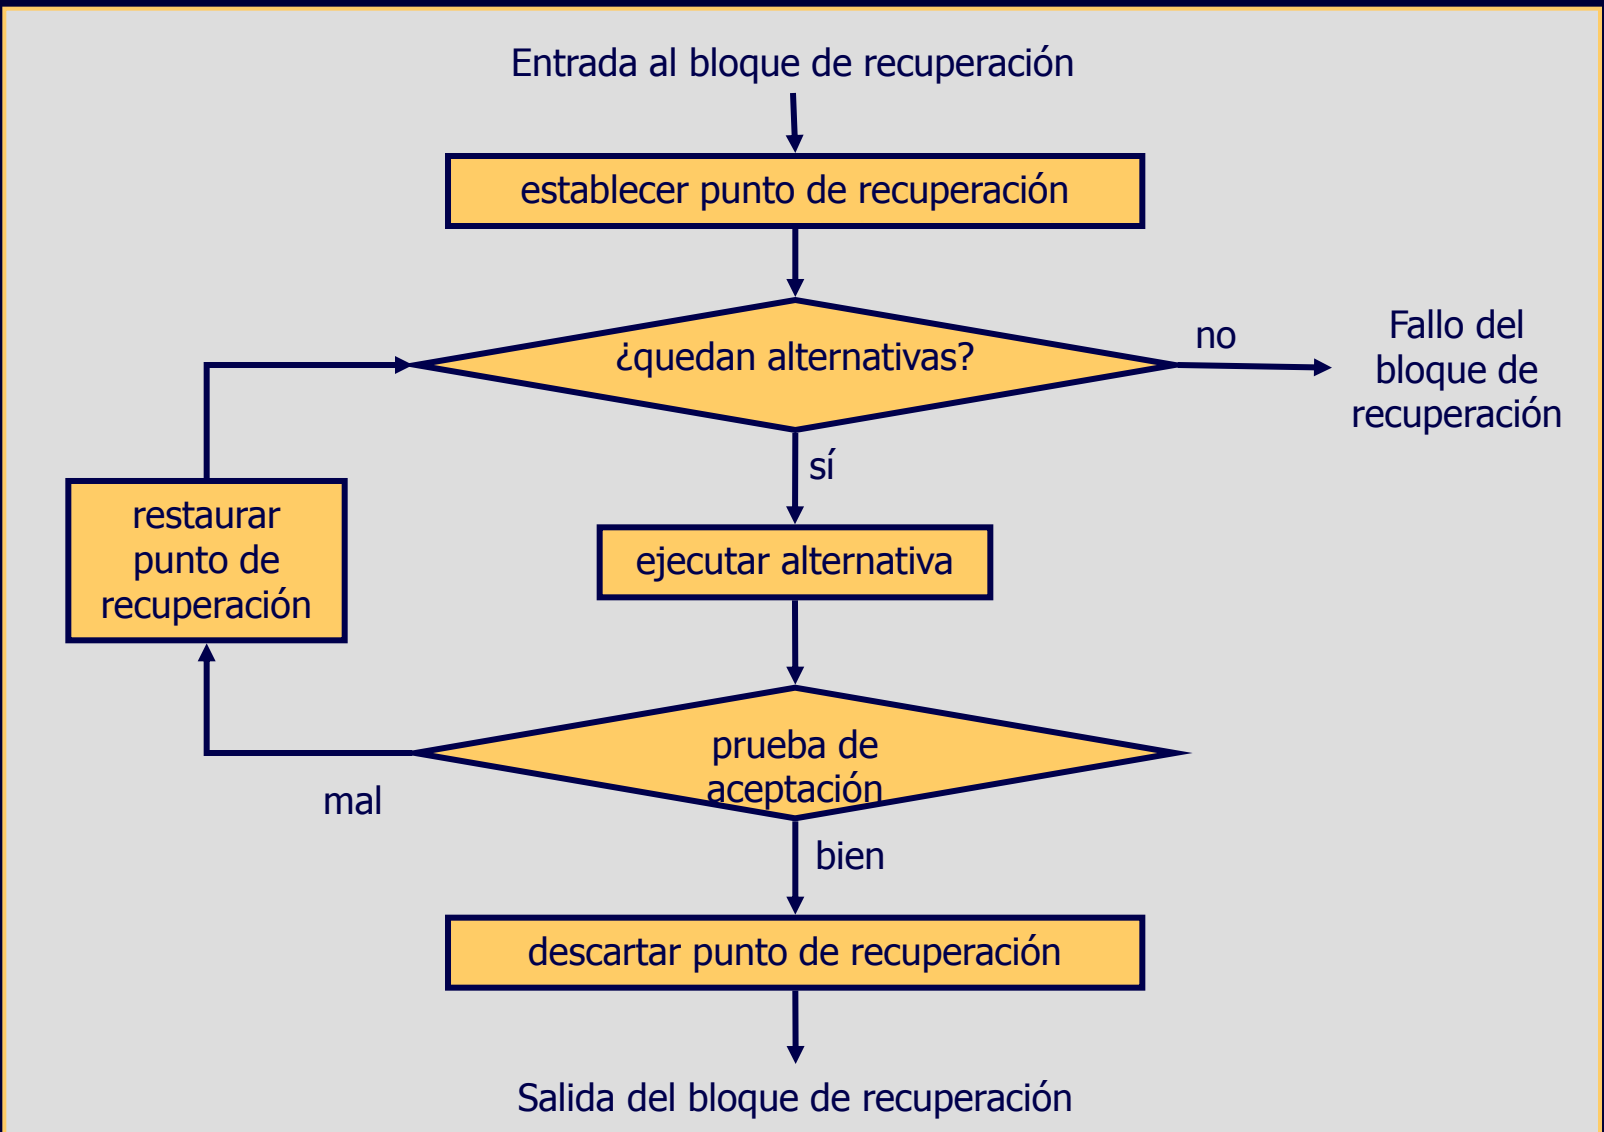 Entrada al bloque de recuperación
establecer punto de recuperación
¿quedan alternativas?
no
Fallo del
bloque de
recuperación
sí
restaurar
punto de
recuperación
ejecutar alternativa
prueba de
aceptación
mal
bien
descartar punto de recuperación
Salida del bloque de recuperación